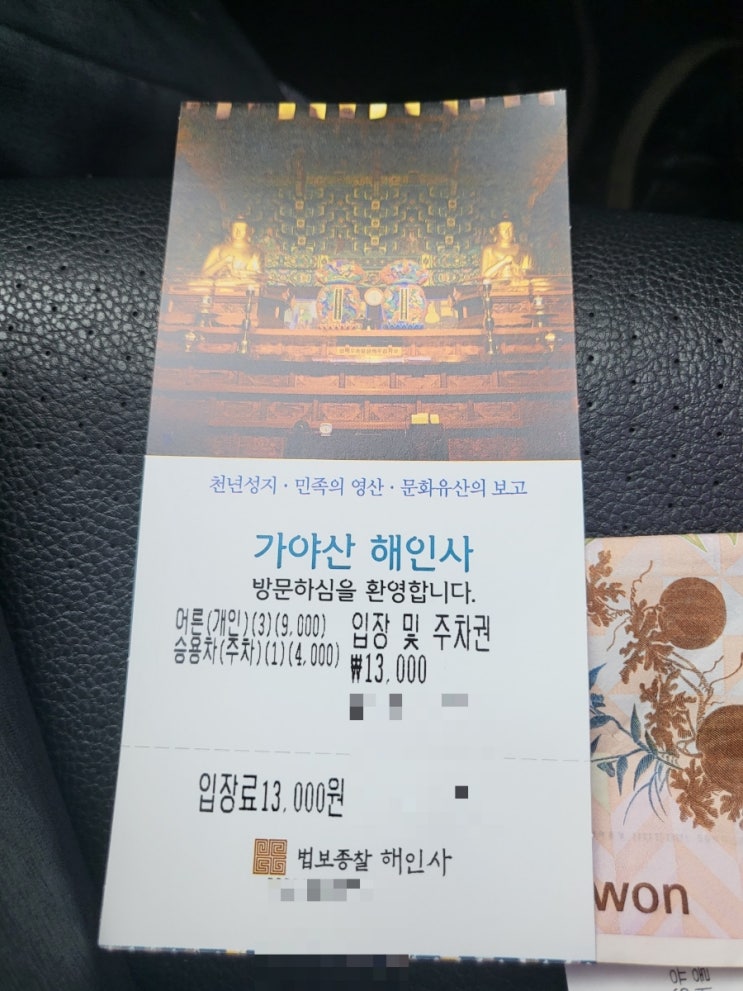 천년성지 · 민족의 영산 · 문화유산의 보고
가야산 해인사
방문하심을 환영합니다.
어른(개인)(3)(9,000)
승용차(주차)(1)(4,000)
입장 및 주차권
₩13,000
입장료13,000원
법보종찰 해인사
won